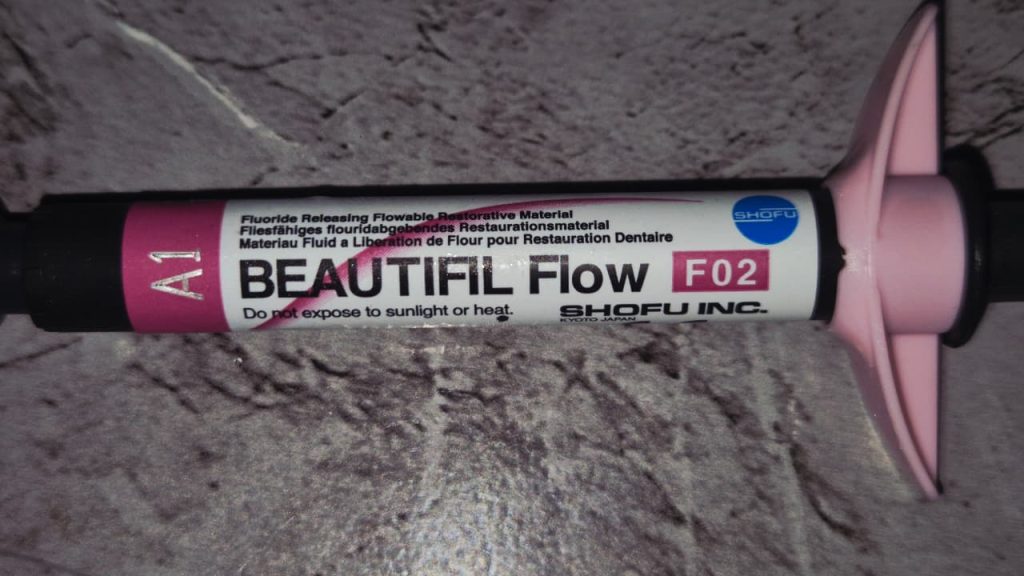 A1
Fluoride Releasing Flowable Restorative Material
Fliesfähiges flouridabgebendes Restaurationsmaterial
Materiau Fluid a Liberation de Flour pour Restauration Dentaire
SHOFU
BEAUTIFIL Flow F02
Do not expose to sunlight or heat.
SHOFU INC.
KYOTO JAPAN